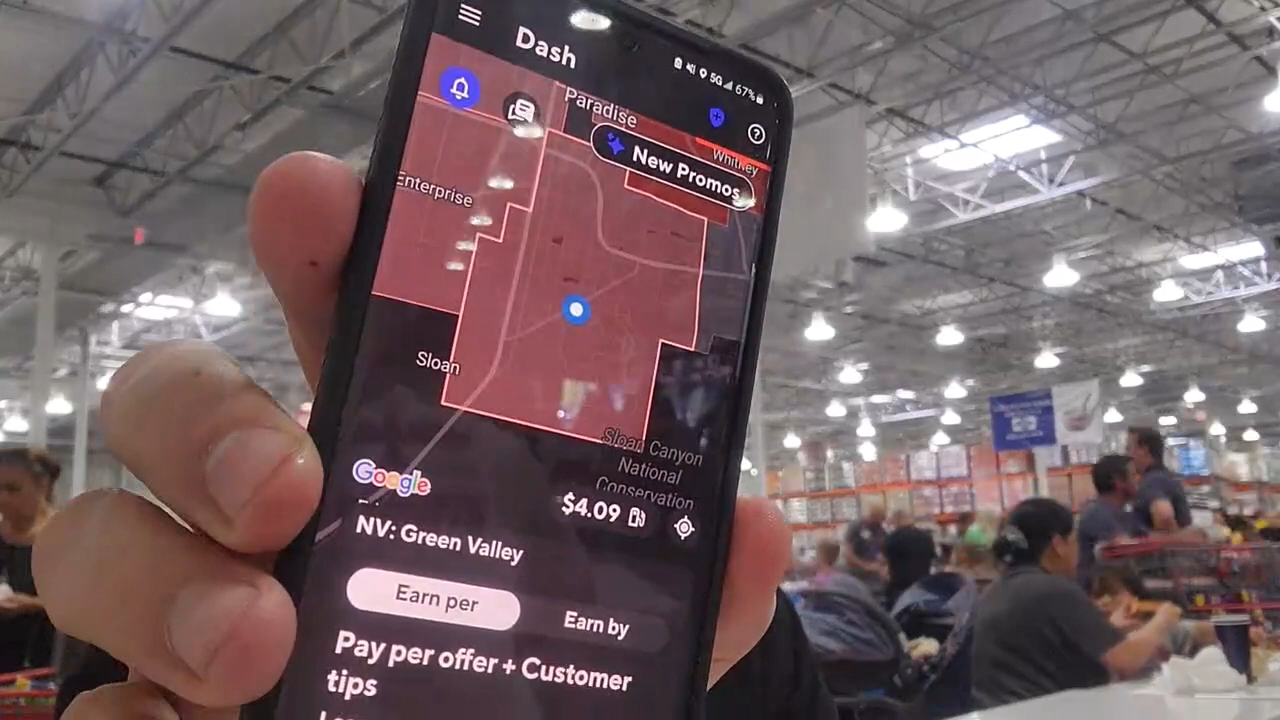 Dash
5G 67%
Paradise
New Promos
Whitney
Enterprise
Sloan
Sloan Canyon
National
Conservation
Google
$4.09
NV: Green Valley
Earn per
Earn by
Pay per offer + Customer
tips